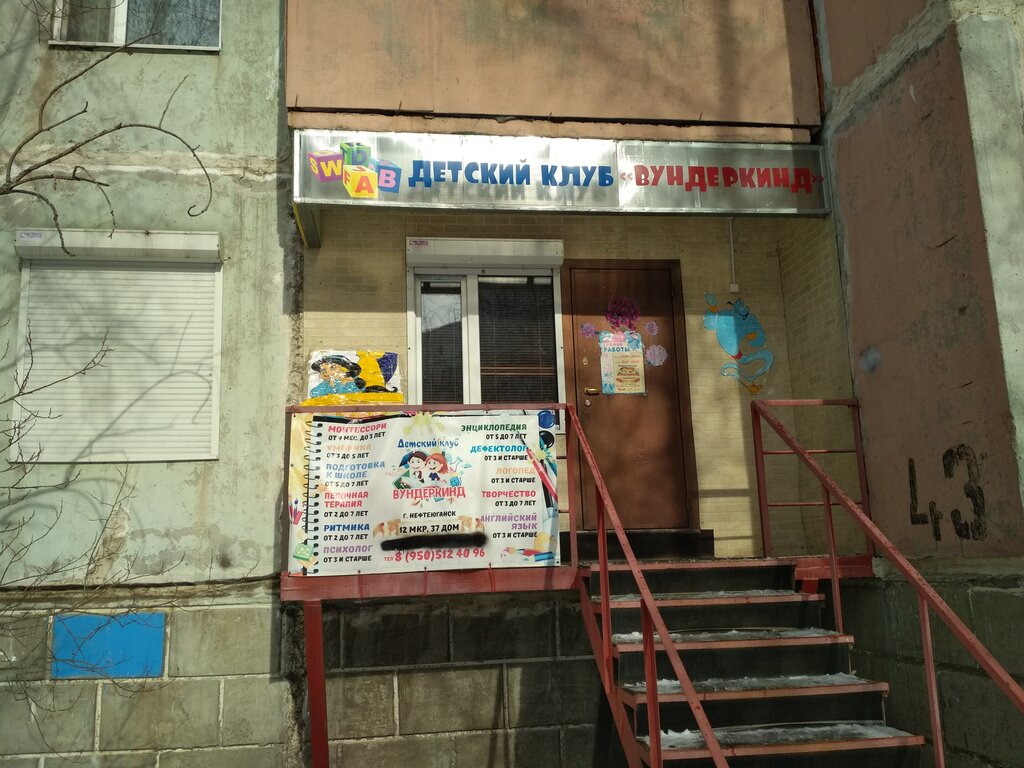 S W D A B
ДЕТСКИЙ КЛУБ «ВУНДЕРКИНД»
РАБОТЫ
МОНТЕССОРИ
ОТ 9 МЕС. ДО 3 ЛЕТ
УМНИЧКА
ОТ 3 ДО 5 ЛЕТ
ПОДГОТОВКА
К ШКОЛЕ
ОТ 5 ДО 7 ЛЕТ
ПЕСОЧНАЯ
ТЕРАПИЯ
ОТ 2 ДО 7 ЛЕТ
РИТМИКА
ОТ 2 ДО 7 ЛЕТ
ПСИХОЛОГ
ОТ 3 И СТАРШЕ
Детский клуб
ВУНДЕРКИНД
Г. НЕФТЕЮГАНСК
12 МКР, 37 ДОМ
ТЕЛ 8 (950)512 40 96
ЭНЦИКЛОПЕДИЯ
ОТ 5 ДО 7 ЛЕТ
ДЕФЕКТОЛОГ
ОТ 3 И СТАРШЕ
ЛОГОПЕД
ОТ 3 И СТАРШЕ
ТВОРЧЕСТВО
ОТ 3 ДО 7 ЛЕТ
АНГЛИЙСКИЙ
ЯЗЫК
ОТ 3 И СТАРШЕ
43